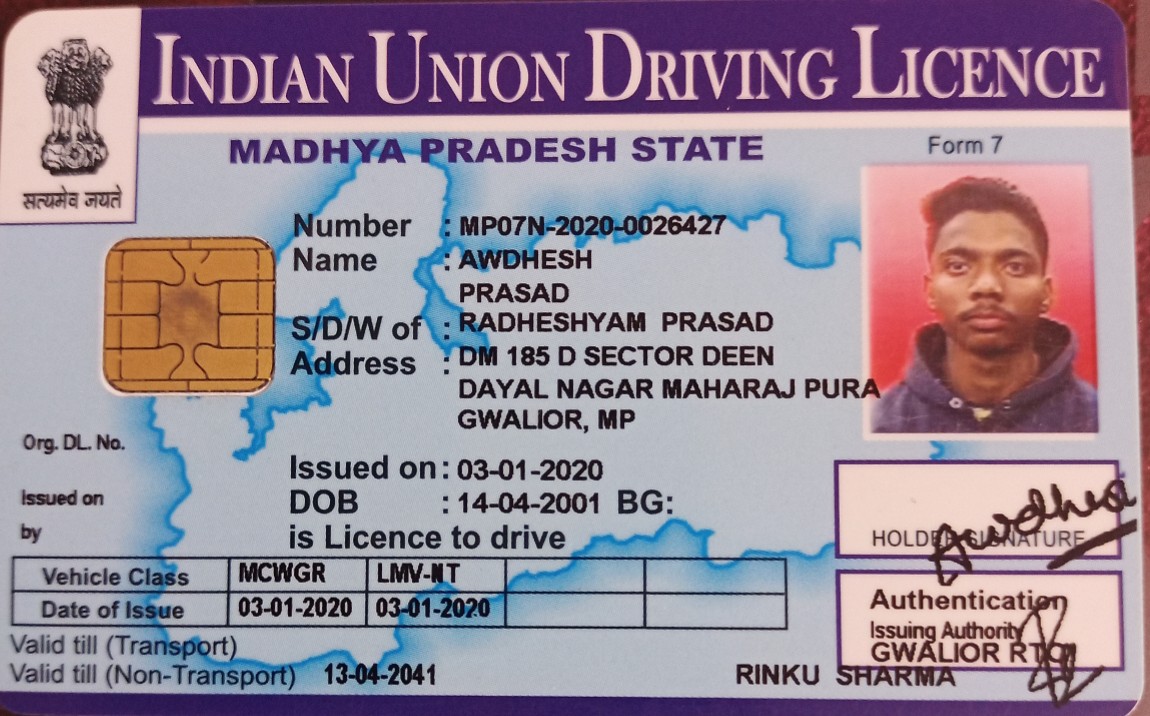 INDIAN UNION DRIVING LICENCE
सत्यमेव जयते
MADHYA PRADESH STATE
Form 7
Number : MP07N-2020-0026427
Name : AWDHESH
PRASAD
S/D/W of : RADHESHYAM PRASAD
Address : DM 185 D SECTOR DEEN
DAYAL NAGAR MAHARAJ PURA
GWALIOR, MP
Org. DL. No.
Issued on : 03-01-2020
Issued on
DOB : 14-04-2001 BG:
by
is Licence to drive
Awdhesh
HOLDER SIGNATURE
Vehicle Class MCWGR LMV-NT
Date of Issue 03-01-2020 03-01-2020
Authentication
Issuing Authority
GWALIOR RTO
Valid till (Transport)
Valid till (Non-Transport) 13-04-2041
RINKU SHARMA